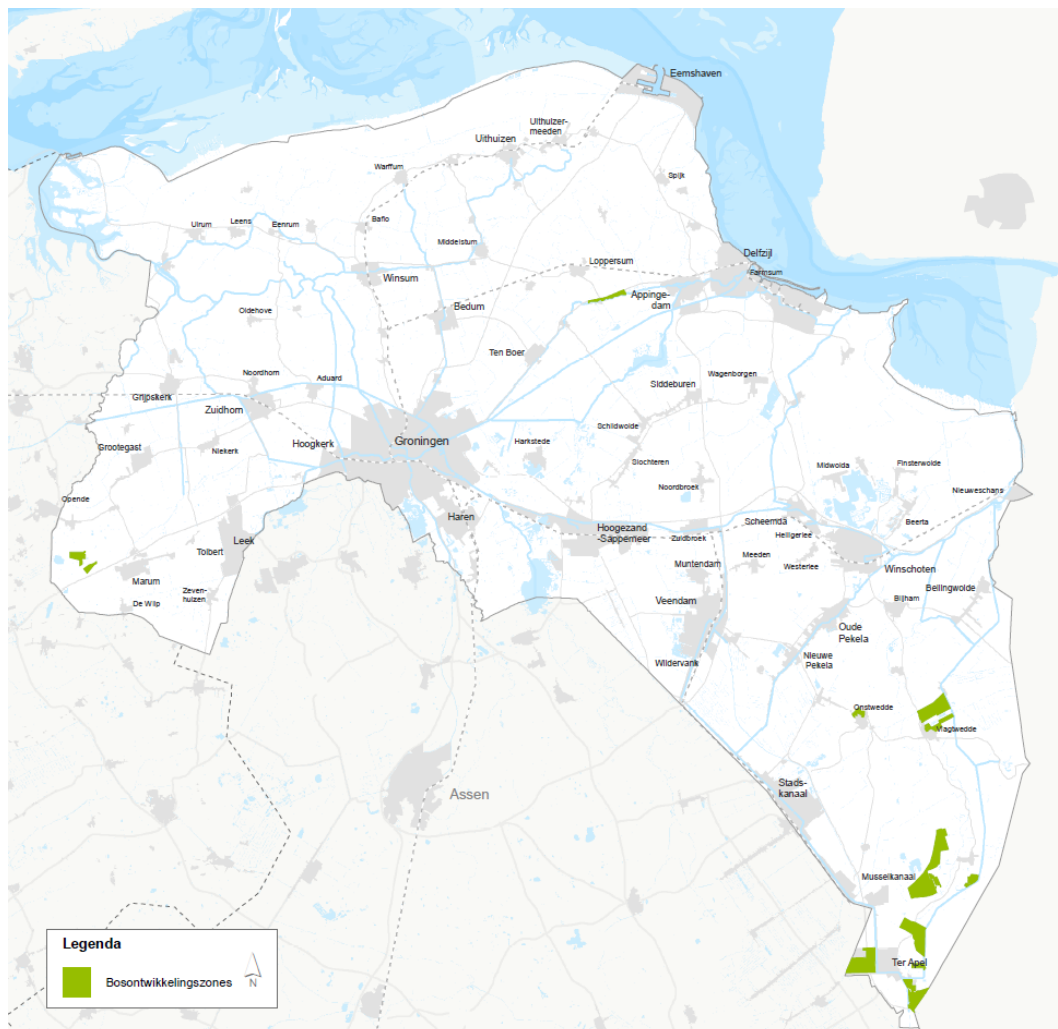 Eemshaven
Uithuizer-
meeden
Uithuizen
Warffum
Spijk
Ulrum
Leens
Eenrum
Baflo
Middelstum
Loppersum
Delfzijl
Farmsum
Winsum
Appinge-
dam
Bedum
Oldehove
Ten Boer
Noordhorn
Aduard
Siddeburen
Wagenborgen
Grijpskerk
Zuidhorn
Schildwolde
Grootegast
Niekerk
Hoogkerk
Groningen
Harkstede
Slochteren
Midwolda
Finsterwolde
Noordbroek
Nieuweschans
Opende
Haren
Hoogezand
-Sappemeer
Scheemda
Beerta
Leek
Zuidbroek
Heiligerlee
Tolbert
Meeden
Westerlee
Winschoten
Muntendam
Marum
Zeven-
huizen
De Wilp
Veendam
Bellingwolde
Blijham
Oude
Pekela
Wildervank
Nieuwe
Pekela
Onstwedde
Vlagtwedde
Assen
Stads-
kanaal
Musselkanaal
Ter Apel
Legenda
Bosontwikkelingszones
N